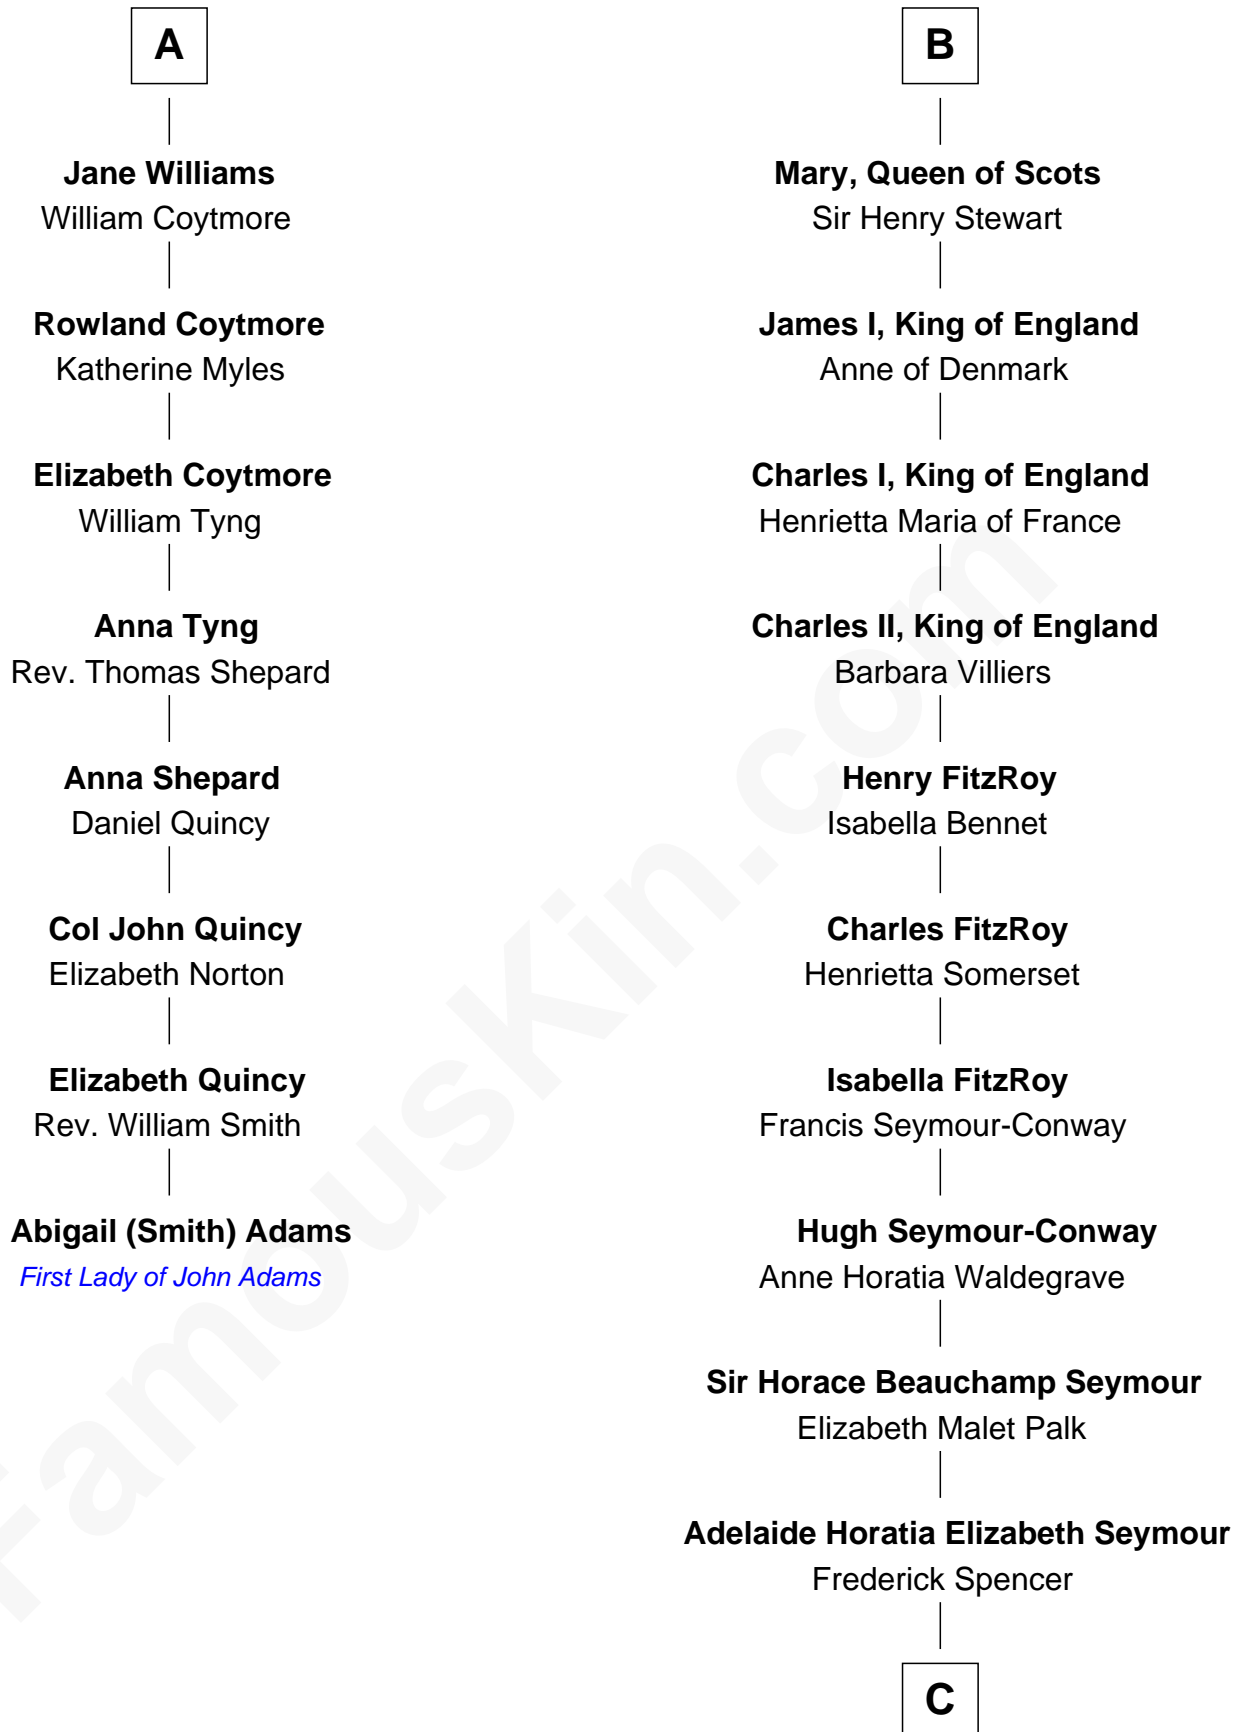 A
Jane Williams
William Coytmore
Rowland Coytmore
Katherine Myles
Elizabeth Coytmore
William Tyng
Anna Tyng
Rev. Thomas Shepard
Anna Shepard
Daniel Quincy
Col John Quincy
Elizabeth Norton
Elizabeth Quincy
Rev. William Smith
Abigail (Smith) Adams
First Lady of John Adams
B
Mary, Queen of Scots
Sir Henry Stewart
James I, King of England
Anne of Denmark
Charles I, King of England
Henrietta Maria of France
Charles II, King of England
Barbara Villiers
Henry FitzRoy
Isabella Bennet
Charles FitzRoy
Henrietta Somerset
Isabella FitzRoy
Francis Seymour-Conway
Hugh Seymour-Conway
Anne Horatia Waldegrave
Sir Horace Beauchamp Seymour
Elizabeth Malet Palk
Adelaide Horatia Elizabeth Seymour
Frederick Spencer
C
FamousKin.com